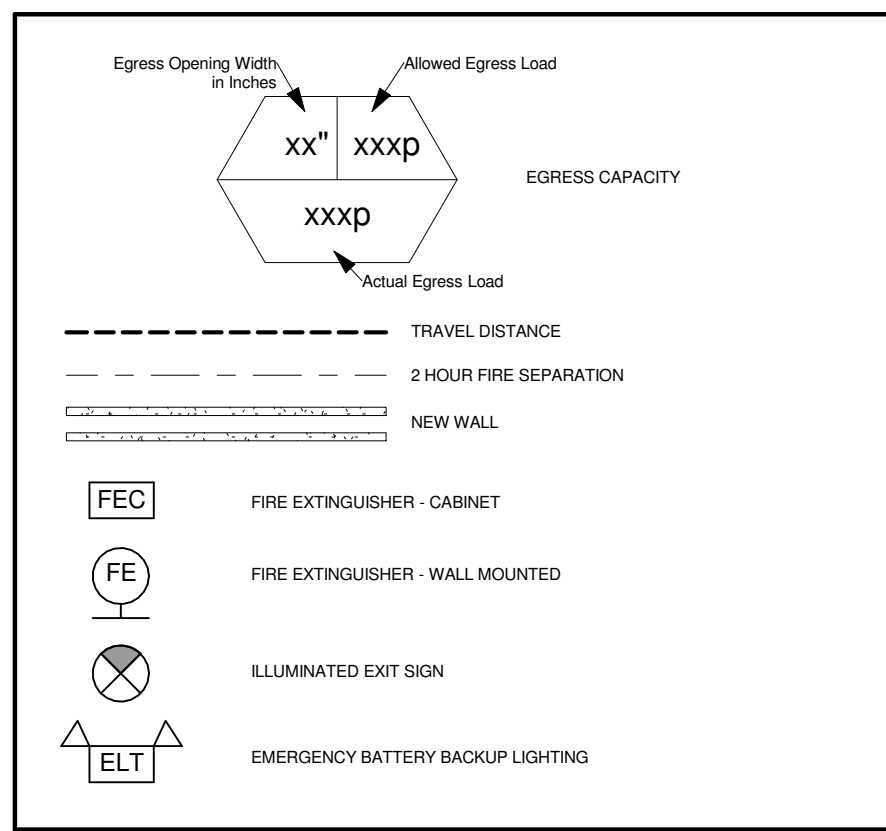 Egress Opening Width
in Inches
Allowed Egress Load
xx"
xxxp
EGRESS CAPACITY
xxxp
Actual Egress Load
TRAVEL DISTANCE
2 HOUR FIRE SEPARATION
NEW WALL
FEC
FIRE EXTINGUISHER - CABINET
FE
FIRE EXTINGUISHER - WALL MOUNTED
ILLUMINATED EXIT SIGN
ELT
EMERGENCY BATTERY BACKUP LIGHTING